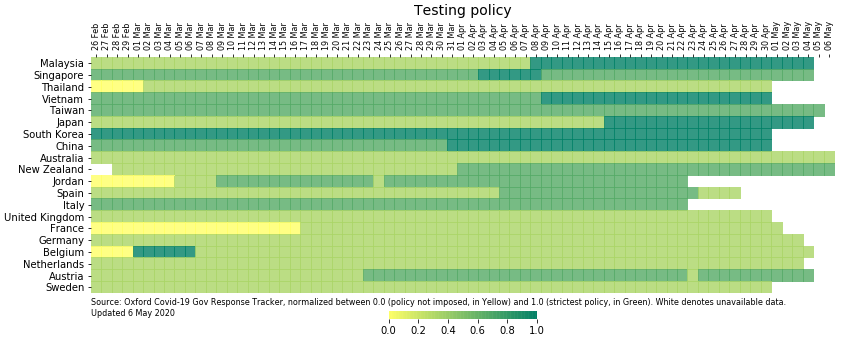 Testing policy
26 Feb
27 Feb
28 Feb
29 Feb
01 Mar
02 Mar
03 Mar
04 Mar
05 Mar
06 Mar
07 Mar
08 Mar
09 Mar
10 Mar
11 Mar
12 Mar
13 Mar
14 Mar
15 Mar
16 Mar
17 Mar
18 Mar
19 Mar
20 Mar
21 Mar
22 Mar
23 Mar
24 Mar
25 Mar
26 Mar
27 Mar
28 Mar
29 Mar
30 Mar
31 Mar
01 Apr
02 Apr
03 Apr
04 Apr
05 Apr
06 Apr
07 Apr
08 Apr
09 Apr
10 Apr
11 Apr
12 Apr
13 Apr
14 Apr
15 Apr
16 Apr
17 Apr
18 Apr
19 Apr
20 Apr
21 Apr
22 Apr
23 Apr
24 Apr
25 Apr
26 Apr
27 Apr
28 Apr
29 Apr
30 Apr
01 May
02 May
03 May
04 May
05 May
06 May
Malaysia
Singapore
Thailand
Vietnam
Taiwan
Japan
South Korea
China
Australia
New Zealand
Jordan
Spain
Italy
United Kingdom
France
Germany
Belgium
Netherlands
Austria
Sweden
Source: Oxford Covid-19 Gov Response Tracker, normalized between 0.0 (policy not imposed, in Yellow) and 1.0 (strictest policy, in Green). White denotes unavailable data.
Updated 6 May 2020
0.0 0.2 0.4 0.6 0.8 1.0